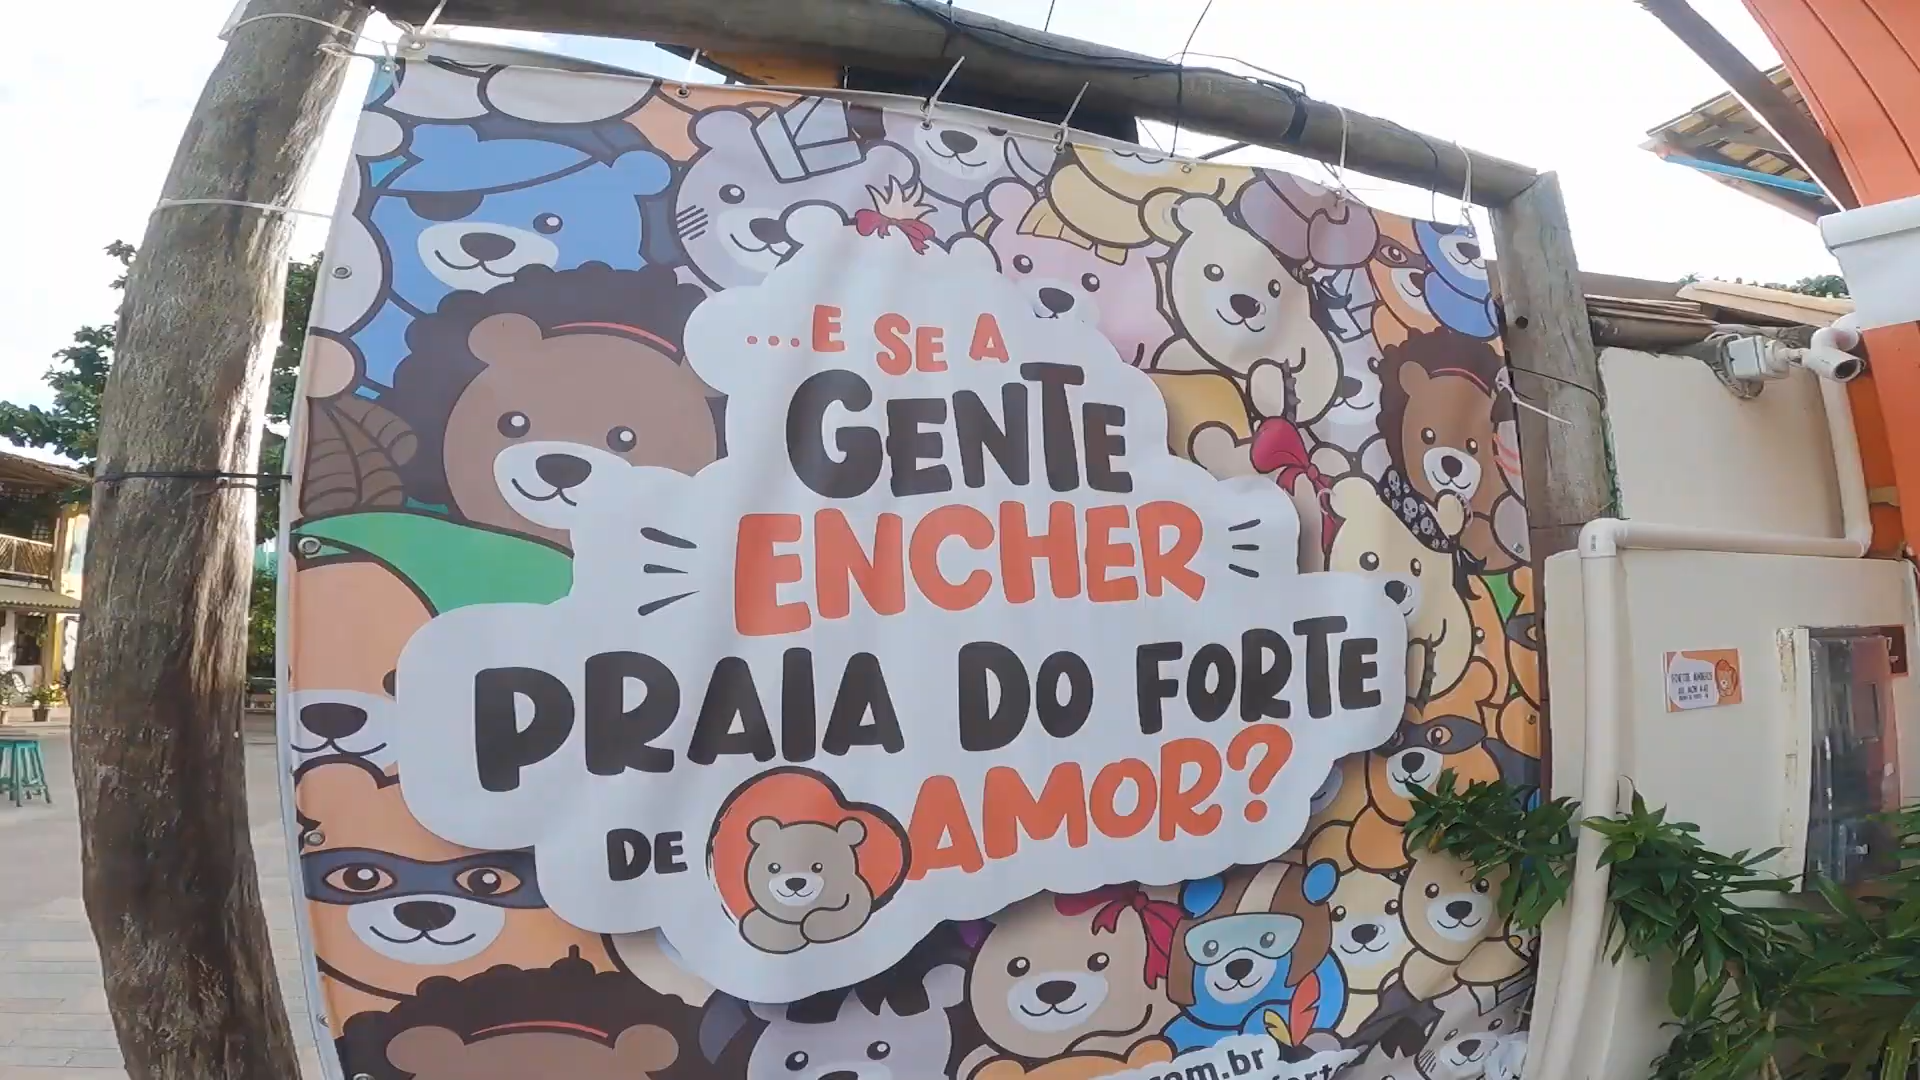 ...E SE A
GENTE
ENCHER
PRAIA DO FORTE
DE AMOR?